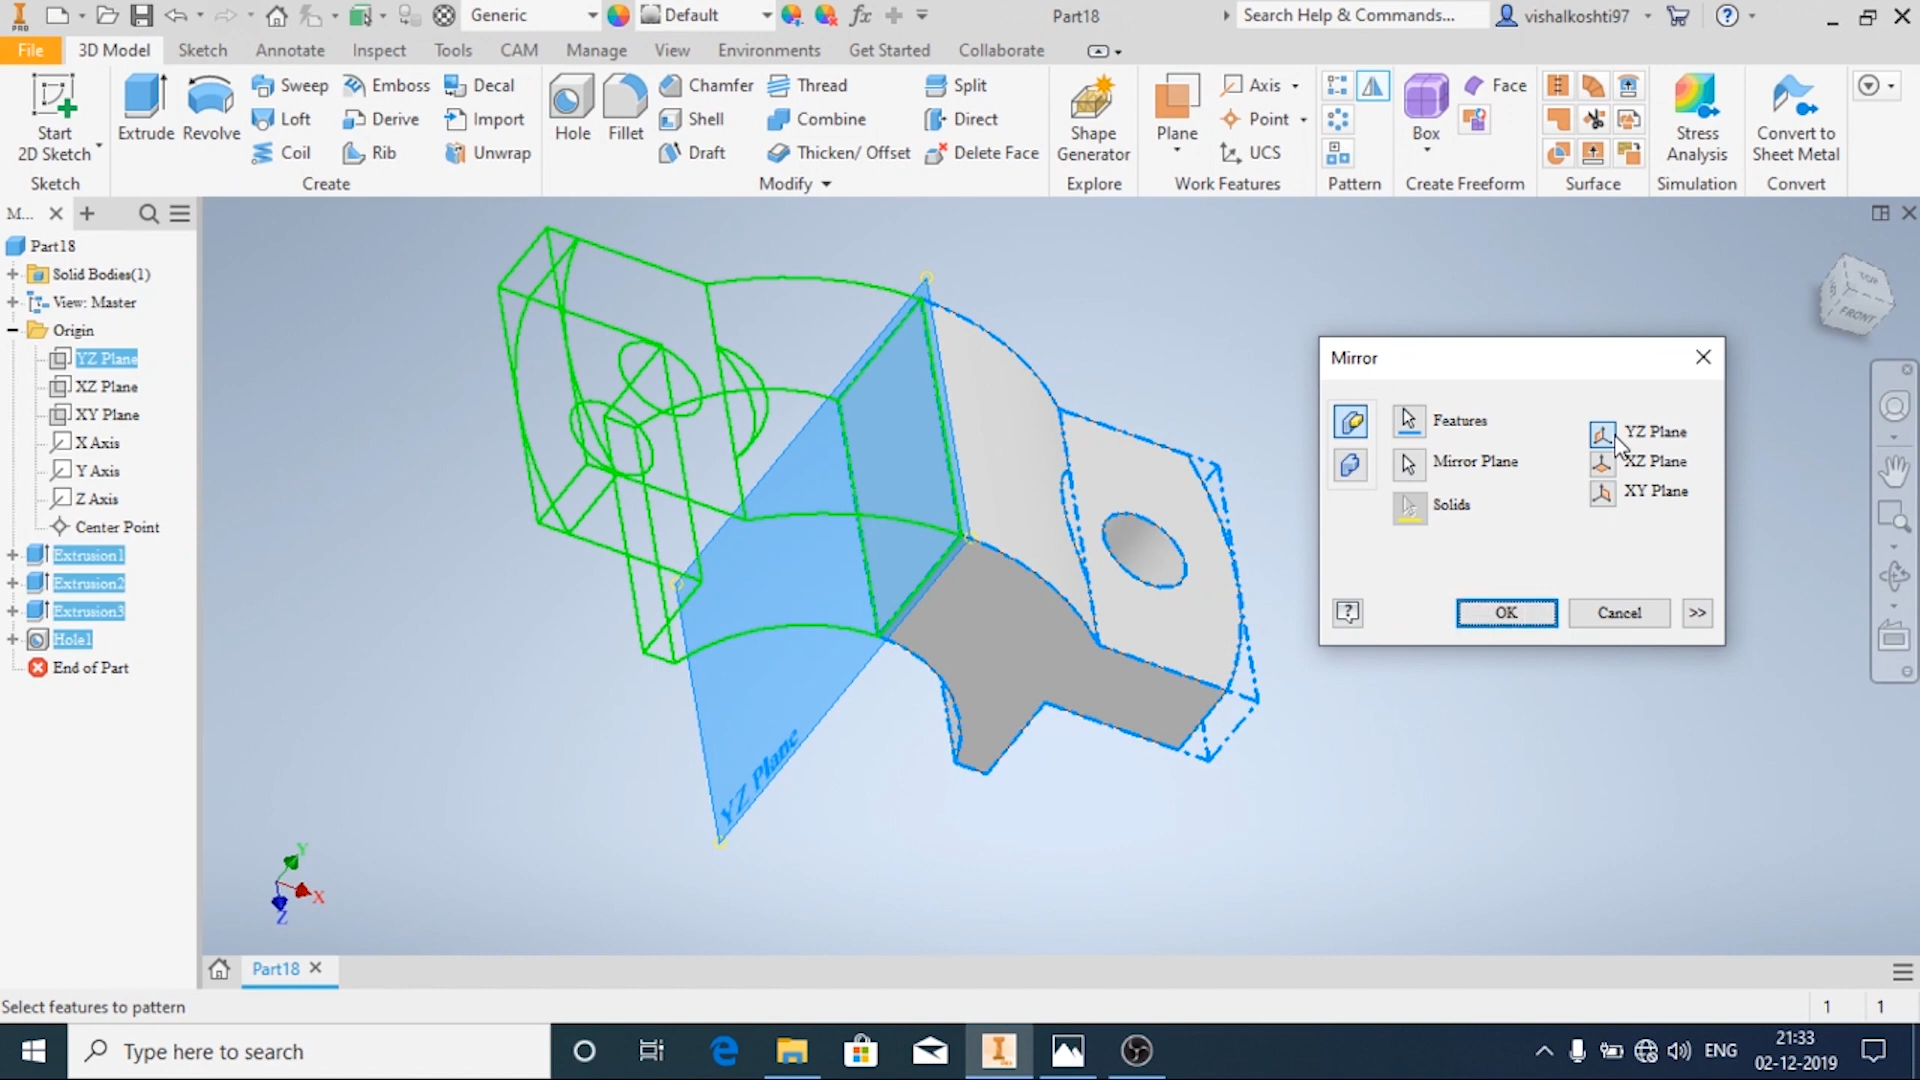 PRO
Generic
Default
fx
Part18
Search Help & Commands...
vishalkoshti97
File
3D Model
Sketch
Annotate
Inspect
Tools
CAM
Manage
View
Environments
Get Started
Collaborate
Start
2D Sketch
Sketch
Extrude
Revolve
Sweep
Loft
Coil
Emboss
Derive
Rib
Decal
Import
Unwrap
Create
Hole
Fillet
Chamfer
Shell
Draft
Thread
Combine
Thicken/ Offset
Split
Direct
Delete Face
Modify
Shape
Generator
Explore
Plane
Axis
Point
UCS
Work Features
Pattern
Box
Face
Create Freeform
Surface
Stress
Analysis
Simulation
Convert to
Sheet Metal
Convert
M...
Part18
Solid Bodies(1)
View: Master
Origin
YZ Plane
XZ Plane
XY Plane
X Axis
Y Axis
Z Axis
Center Point
Extrusion1
Extrusion2
Extrusion3
Hole1
End of Part
YZ Plane
Y
X
Z
TOP
FRONT
Mirror
Features
Mirror Plane
Solids
YZ Plane
XZ Plane
XY Plane
OK
Cancel
>>
Part18
Select features to pattern
1
1
Type here to search
ENG
21:33
02-12-2019